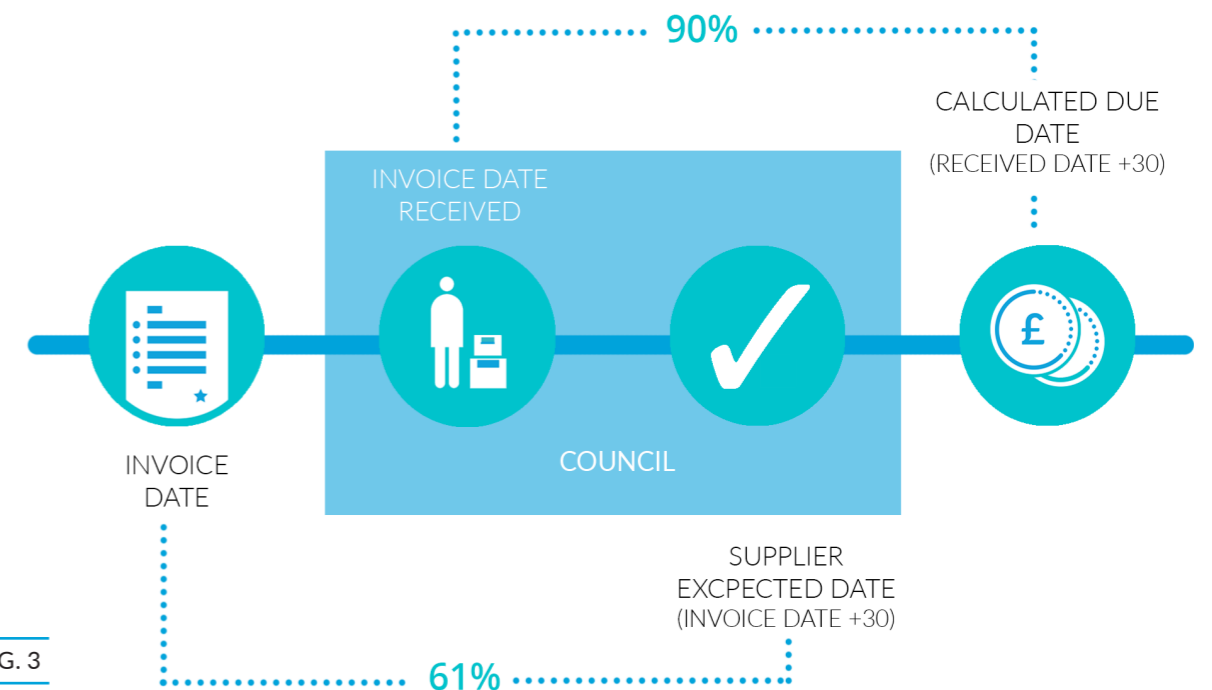 90%
CALCULATED DUE
DATE
(RECEIVED DATE +30)
INVOICE DATE
RECEIVED
£
INVOICE
DATE
COUNCIL
SUPPLIER
EXCPECTED DATE
(INVOICE DATE +30)
G. 3
61%